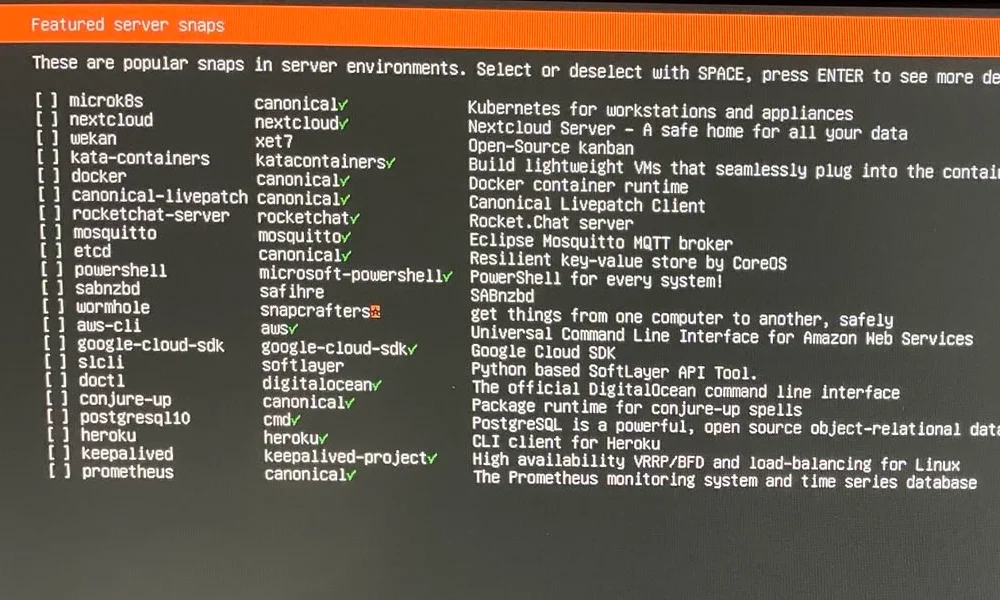 Featured server snaps
These are popular snaps in server environments. Select or deselect with SPACE, press ENTER to see more de
[ ] microk8s canonical✓ Kubernetes for workstations and appliances
[ ] nextcloud nextcloud✓ Nextcloud Server - A safe home for all your data
[ ] wekan xet7 Open-Source kanban
[ ] kata-containers katacontainers✓ Build lightweight VMs that seamlessly plug into the contain
[ ] docker canonical✓ Docker container runtime
[ ] canonical-livepatch canonical✓ Canonical Livepatch Client
[ ] rocketchat-server rocketchat✓ Rocket.Chat server
[ ] mosquitto mosquitto✓ Eclipse Mosquitto MQTT broker
[ ] etcd canonical✓ Resilient key-value store by CoreOS
[ ] powershell microsoft-powershell✓ PowerShell for every system!
[ ] sabnzbd safihre SABnzbd
[ ] wormhole snapcrafters✪ get things from one computer to another, safely
[ ] aws-cli aws✓ Universal Command Line Interface for Amazon Web Services
[ ] google-cloud-sdk google-cloud-sdk✓ Google Cloud SDK
[ ] slcli softlayer Python based SoftLayer API Tool.
[ ] doctl digitalocean✓ The official DigitalOcean command line interface
[ ] conjure-up canonical✓ Package runtime for conjure-up spells
[ ] postgresql10 cmd✓ PostgreSQL is a powerful, open source object-relational data
[ ] heroku heroku✓ CLI client for Heroku
[ ] keepalived keepalived-project✓ High availability VRRP/BFD and load-balancing for Linux
[ ] prometheus canonical✓ The Prometheus monitoring system and time series database